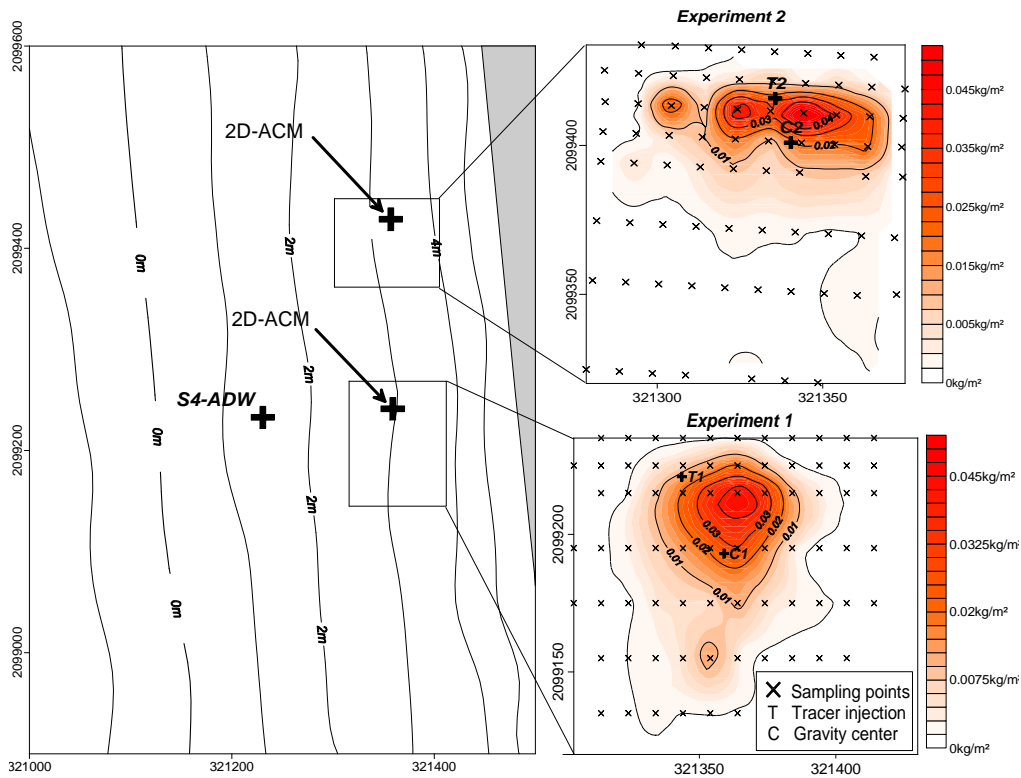 2099600
2099400
2099200
2099000
321000
321200
321400
2D-ACM
2D-ACM
S4-ADW
0m
0m
0m
2m
2m
2m
2m
4m
Experiment 2
2099400
2099350
321300
321350
T2
C2
0.03
0.04
0.02
0.01
0.045kg/m²
0.035kg/m²
0.025kg/m²
0.015kg/m²
0.005kg/m²
0kg/m²
Experiment 1
2099200
2099150
321350
321400
T1
C1
0.03
0.03
0.02
0.02
0.01
0.01
0.01
0.045kg/m²
0.0325kg/m²
0.02kg/m²
0.0075kg/m²
0kg/m²
Sampling points
T Tracer injection
C Gravity center